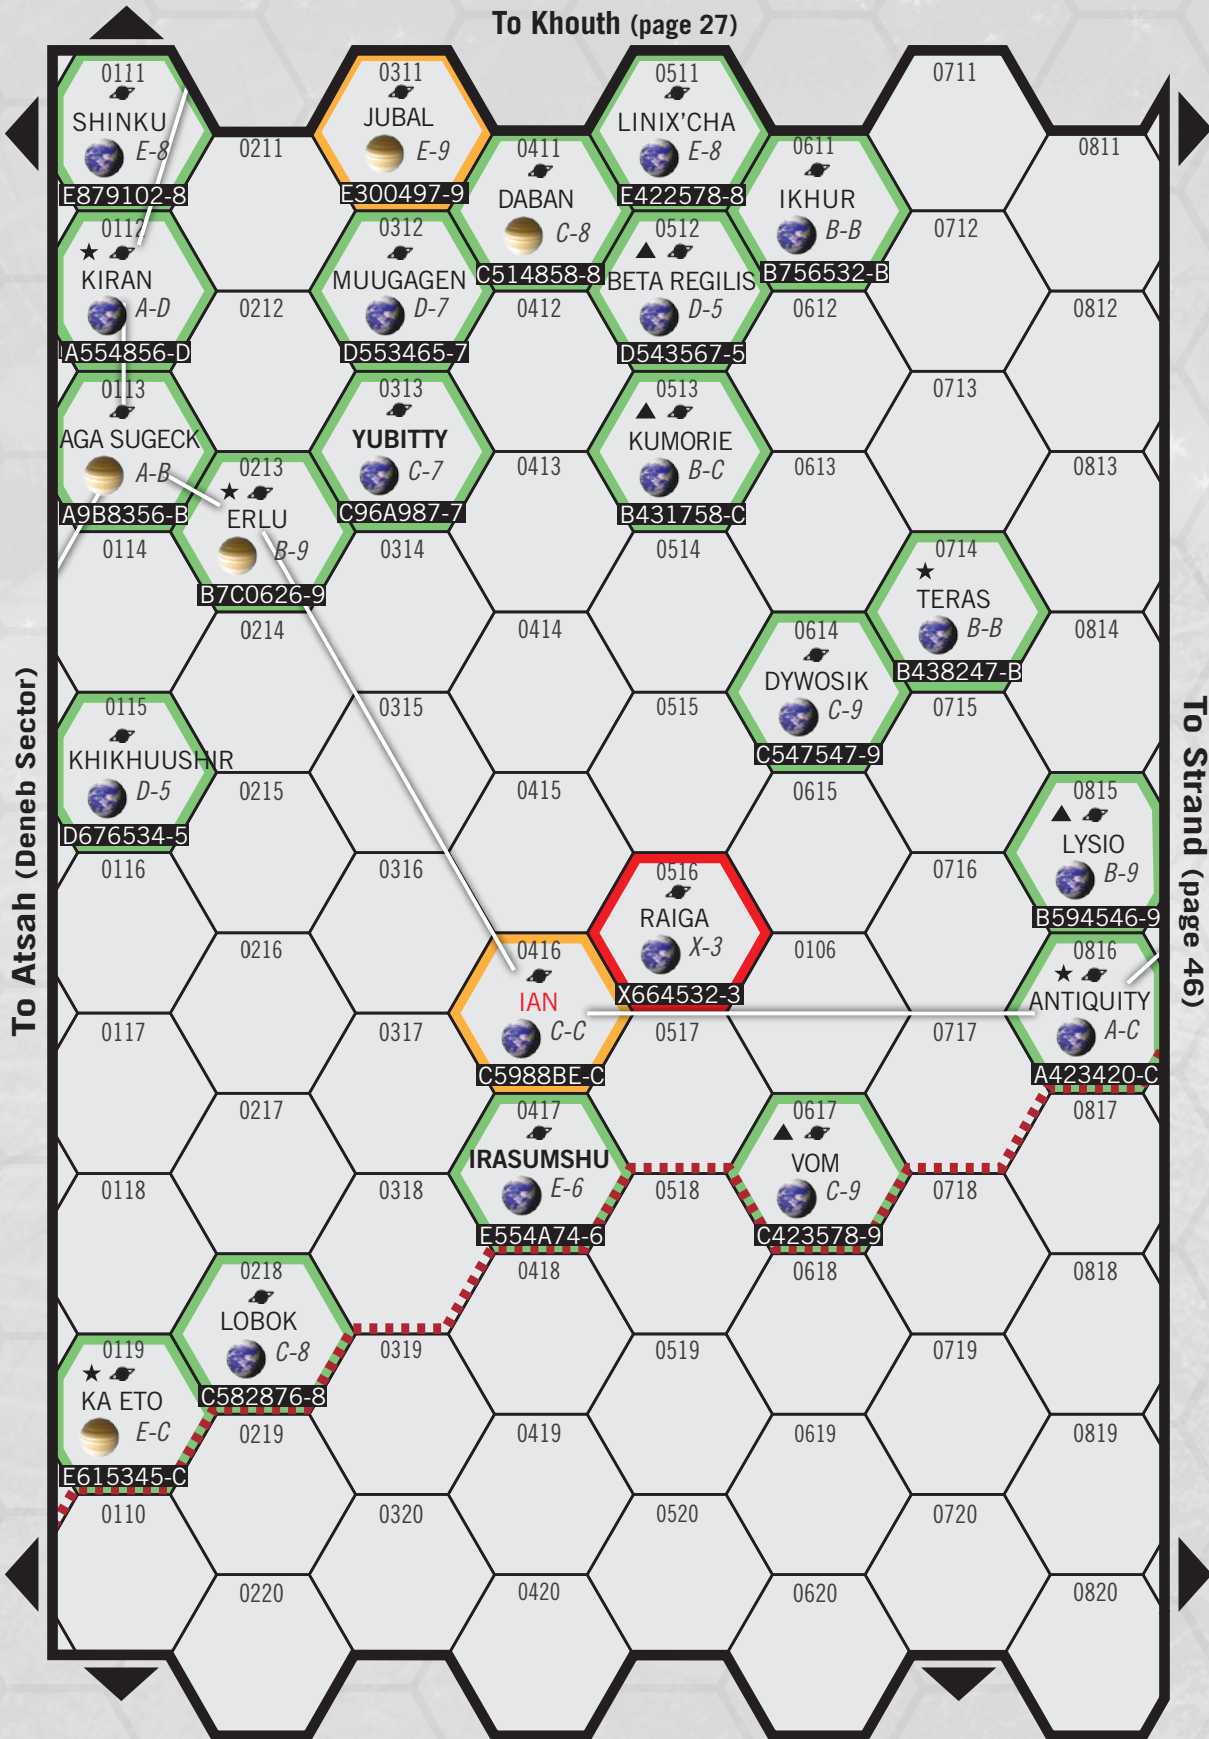 To Khouth (page 27)
To Atsah (Deneb Sector)
To Strand (page 46)
0111
SHINKU
E-8
E879102-8
0112
KIRAN
A-D
A554856-D
0113
AGA SUGECK
A-B
A9B8356-B
0114
0115
KHIKHUUSHIR
D-5
D676534-5
0116
0117
0118
0119
KA ETO
E-C
E615345-C
0110
0211
0212
0213
ERLU
B-9
B7C0626-9
0214
0215
0216
0217
0218
LOBOK
C-8
C582876-8
0219
0220
0311
JUBAL
E-9
E300497-9
0312
MUUGAGEN
D-7
D553465-7
0313
YUBITTY
C-7
C96A987-7
0314
0315
0316
0317
0318
0319
0320
0411
DABAN
C-8
C514858-8
0412
0413
0414
0415
0416
IAN
C-C
C5988BE-C
0417
IRASUMSHU
E-6
E554A74-6
0418
0419
0420
0511
LINIX'CHA
E-8
E422578-8
0512
BETA REGILIS
D-5
D543567-5
0513
KUMORIE
B-C
B431758-C
0514
0515
0516
RAIGA
X-3
X664532-3
0517
0518
0519
0520
0611
IKHUR
B-B
B756532-B
0612
0613
0614
DYWOSIK
C-9
C547547-9
0615
0106
0617
VOM
C-9
C423578-9
0618
0619
0620
0711
0712
0713
0714
TERAS
B-B
B438247-B
0715
0716
0717
0718
0719
0720
0811
0812
0813
0814
0815
LYSIO
B-9
B594546-9
0816
ANTIQUITY
A-C
A423420-C
0817
0818
0819
0820